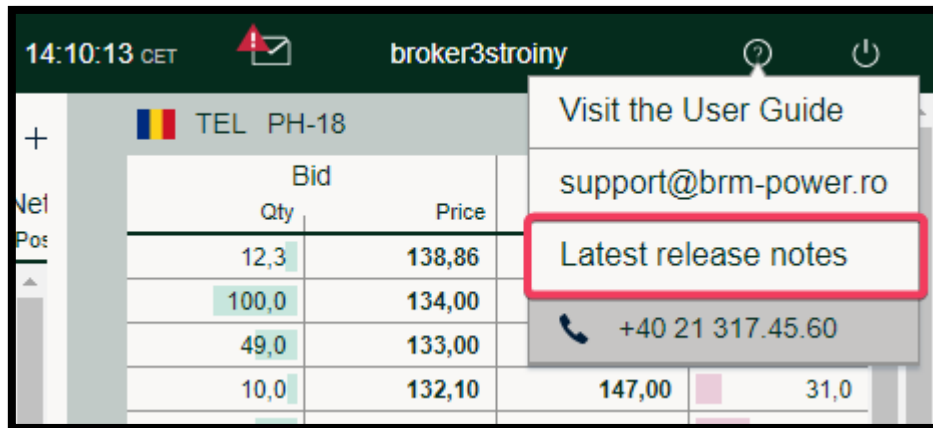 14:10:13 CET broker3stroiny
Visit the User Guide
support@brm-power.ro
Latest release notes
+40 21 317.45.60
TEL PH-18
Bid
Qty Price
12,3 138,86
100,0 134,00
49,0 133,00
10,0 132,10 147,00 31,0
+
Net
Pos